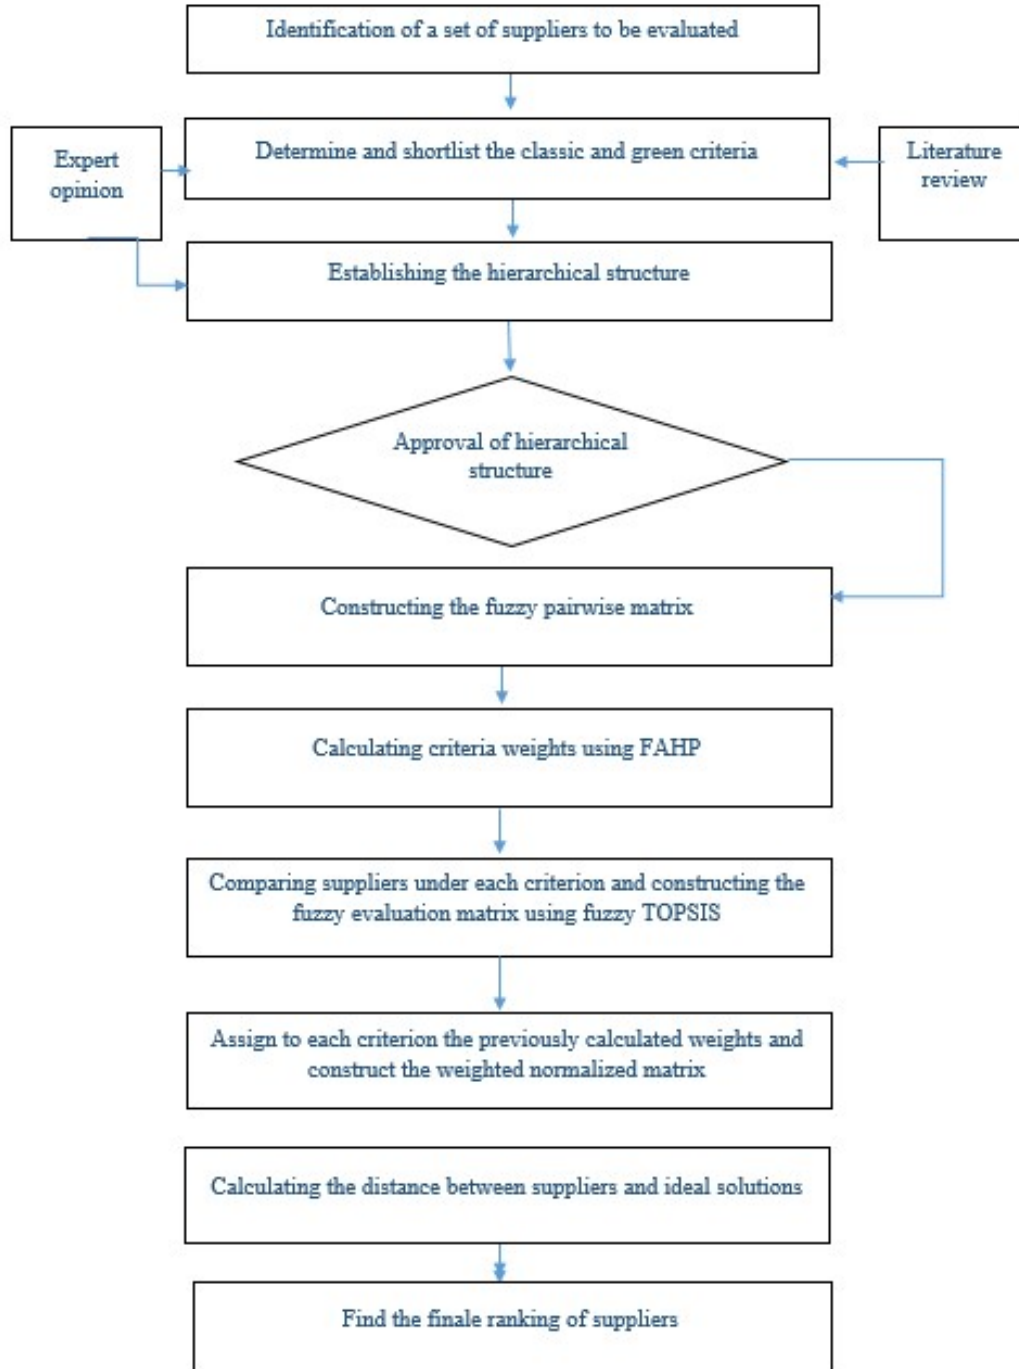 Identification of a set of suppliers to be evaluated
Expert
opinion
Determine and shortlist the classic and green criteria
Literature
review
Establishing the hierarchical structure
Approval of hierarchical
structure
Constructing the fuzzy pairwise matrix
Calculating criteria weights using FAHP
Comparing suppliers under each criterion and constructing the
fuzzy evaluation matrix using fuzzy TOPSIS
Assign to each criterion the previously calculated weights and
construct the weighted normalized matrix
Calculating the distance between suppliers and ideal solutions
Find the finale ranking of suppliers